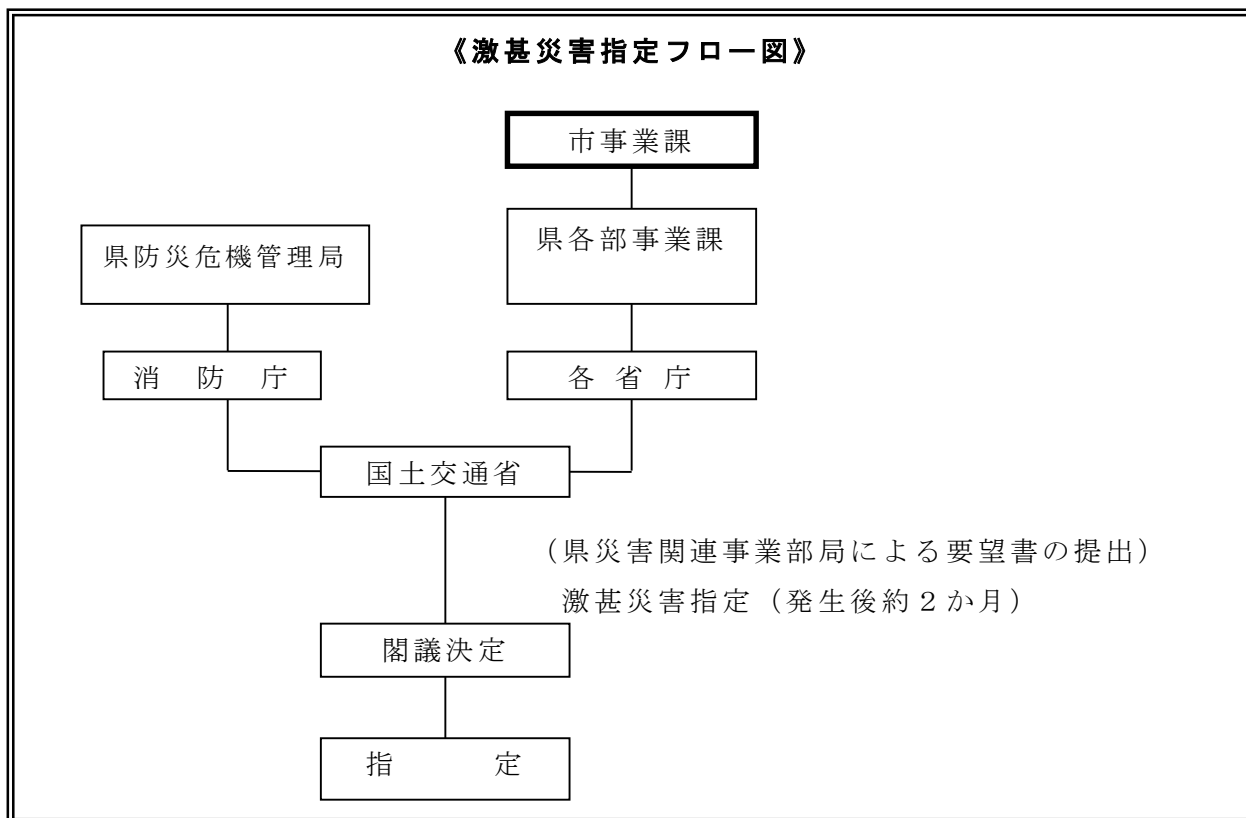 《激甚災害指定フロー図》
市事業課
県防災危機管理局
県各部事業課
消防庁
各省庁
国土交通省
(県災害関連事業部局による要望書の提出)
激甚災害指定(発生後約2か月)
閣議決定
指定